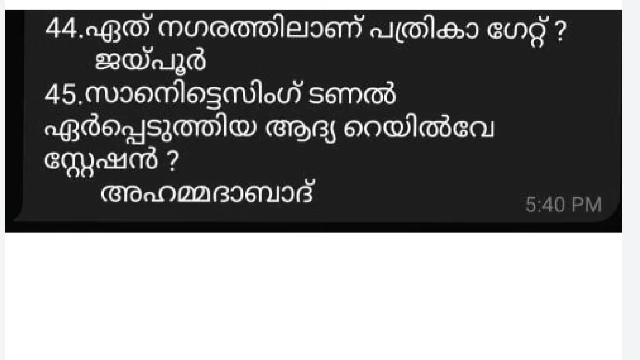 44.ഏത് നഗരത്തിലാണ് പത്രികാ ഗേറ്റ് ?
ജയ്പൂർ
45.സാനെിട്ടെസിംഗ് ടണൽ
ഏർപ്പെടുത്തിയ ആദ്യ റെയിൽവേ
സ്റ്റേഷൻ ?
അഹമ്മദാബാദ്
5:40 PM